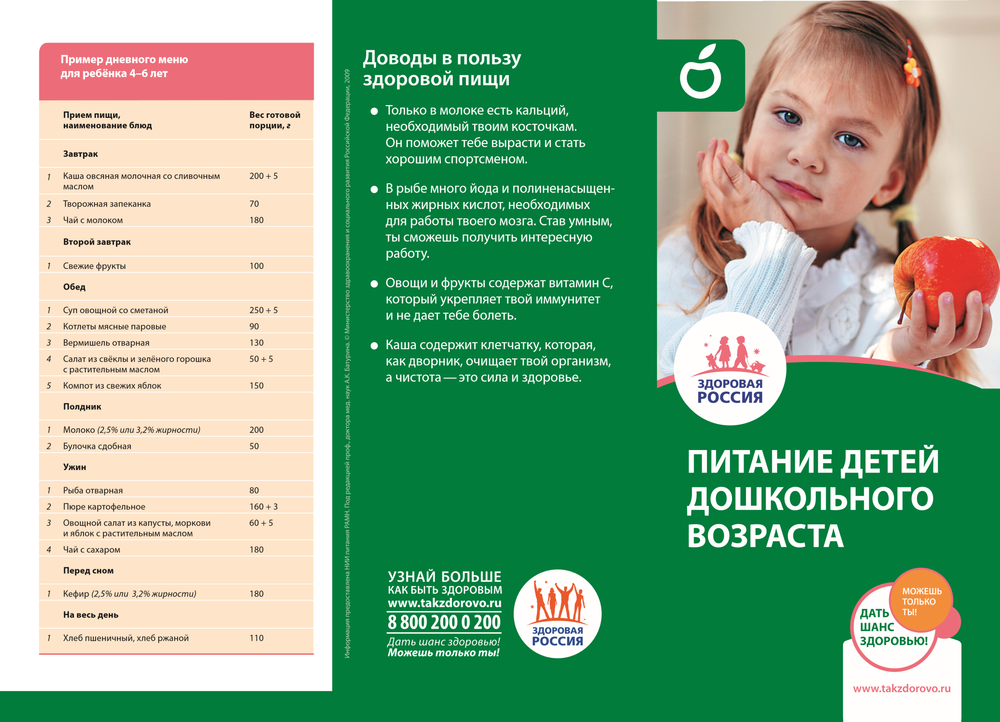 Пример дневного меню
для ребёнка 4–6 лет
Прием пищи,
наименование блюд
Вес готовой
порции, г
Завтрак
1 Каша овсяная молочная со сливочным
маслом
200 + 5
2 Творожная запеканка 70
3 Чай с молоком 180
Второй завтрак
1 Свежие фрукты 100
Обед
1 Суп овощной со сметаной 250 + 5
2 Котлеты мясные паровые 90
3 Вермишель отварная 130
4 Салат из свёклы и зелёного горошка
с растительным маслом
50 + 5
5 Компот из свежих яблок 150
Полдник
1 Молоко (2,5% или 3,2% жирности) 200
2 Булочка сдобная 50
Ужин
1 Рыба отварная 80
2 Пюре картофельное 160 + 3
3 Овощной салат из капусты, моркови
и яблок с растительным маслом
60 + 5
4 Чай с сахаром 180
Перед сном
1 Кефир (2,5% или 3,2% жирности) 180
На весь день
1 Хлеб пшеничный, хлеб ржаной 110
Информация предоставлена НИИ питания РАМН. Под редакцией проф., доктора мед. наук А.К. Батурина. © Министерство здравоохранения и социального развития Российской Федерации, 2009
Доводы в пользу
здоровой пищи
● Только в молоке есть кальций,
необходимый твоим косточкам.
Он поможет тебе вырасти и стать
хорошим спортсменом.
● В рыбе много йода и полиненасыщен-
ных жирных кислот, необходимых
для работы твоего мозга. Став умным,
ты сможешь получить интересную
работу.
● Овощи и фрукты содержат витамин С,
который укрепляет твой иммунитет
и не дает тебе болеть.
● Каша содержит клетчатку, которая,
как дворник, очищает твой организм,
а чистота — это сила и здоровье.
УЗНАЙ БОЛЬШЕ
КАК БЫТЬ ЗДОРОВЫМ
www.takzdorovo.ru
8 800 200 0 200
Дать шанс здоровью!
Можешь только ты!
ЗДОРОВАЯ
РОССИЯ
ЗДОРОВАЯ
РОССИЯ
ПИТАНИЕ ДЕТЕЙ
ДОШКОЛЬНОГО
ВОЗРАСТА
МОЖЕШЬ
ТОЛЬКО
ТЫ!
ДАТЬ
ШАНС
ЗДОРОВЬЮ!
www.takzdorovo.ru